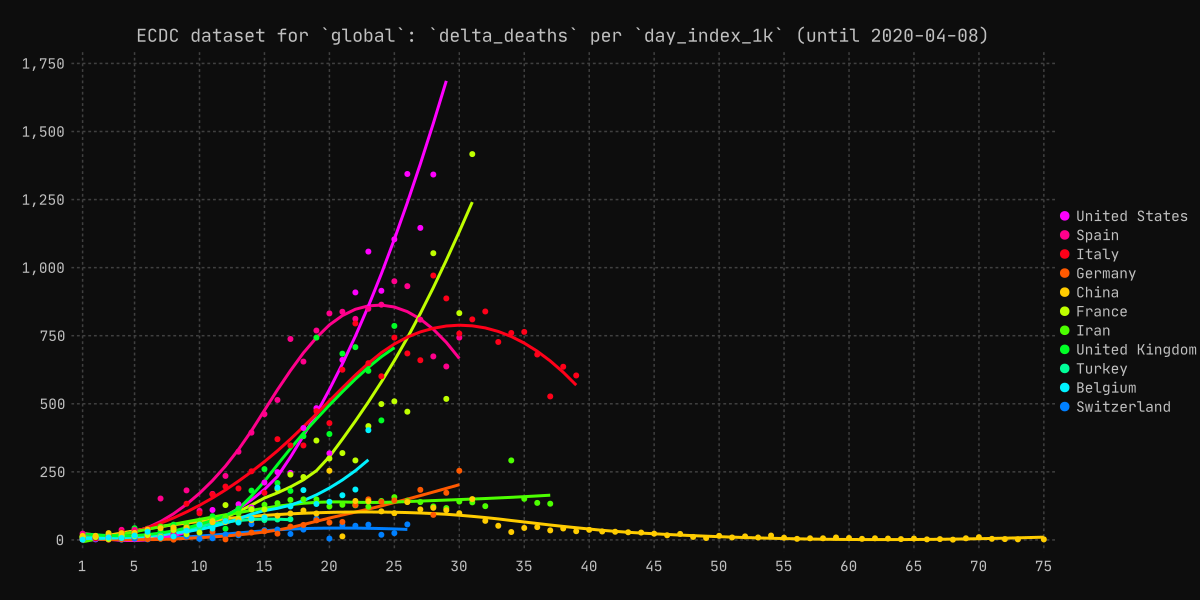 ECDC dataset for `global`: `delta_deaths` per `day_index_1k` (until 2020-04-08)
1,750
1,500
1,250
1,000
750
500
250
0
1 5 10 15 20 25 30 35 40 45 50 55 60 65 70 75
United States
Spain
Italy
Germany
China
France
Iran
United Kingdom
Turkey
Belgium
Switzerland